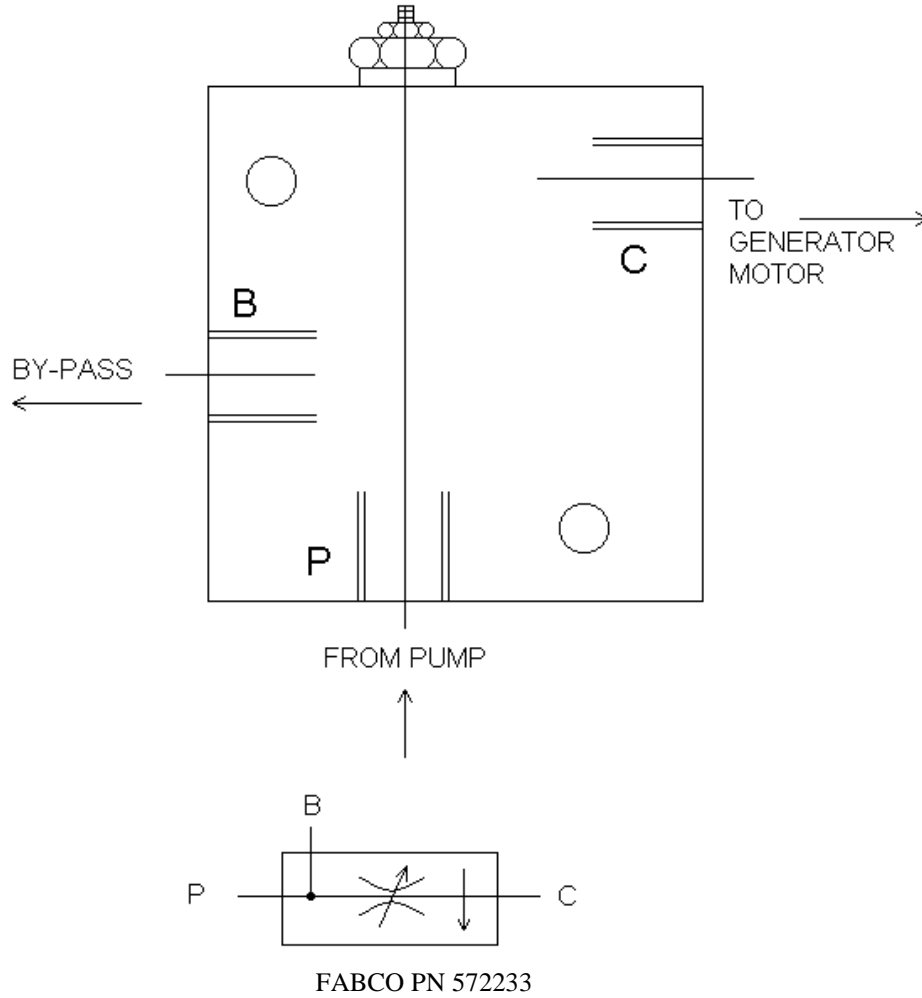 TO
GENERATOR
MOTOR
C
B
BY-PASS
P
FROM PUMP
B
P
C
FABCO PN 572233